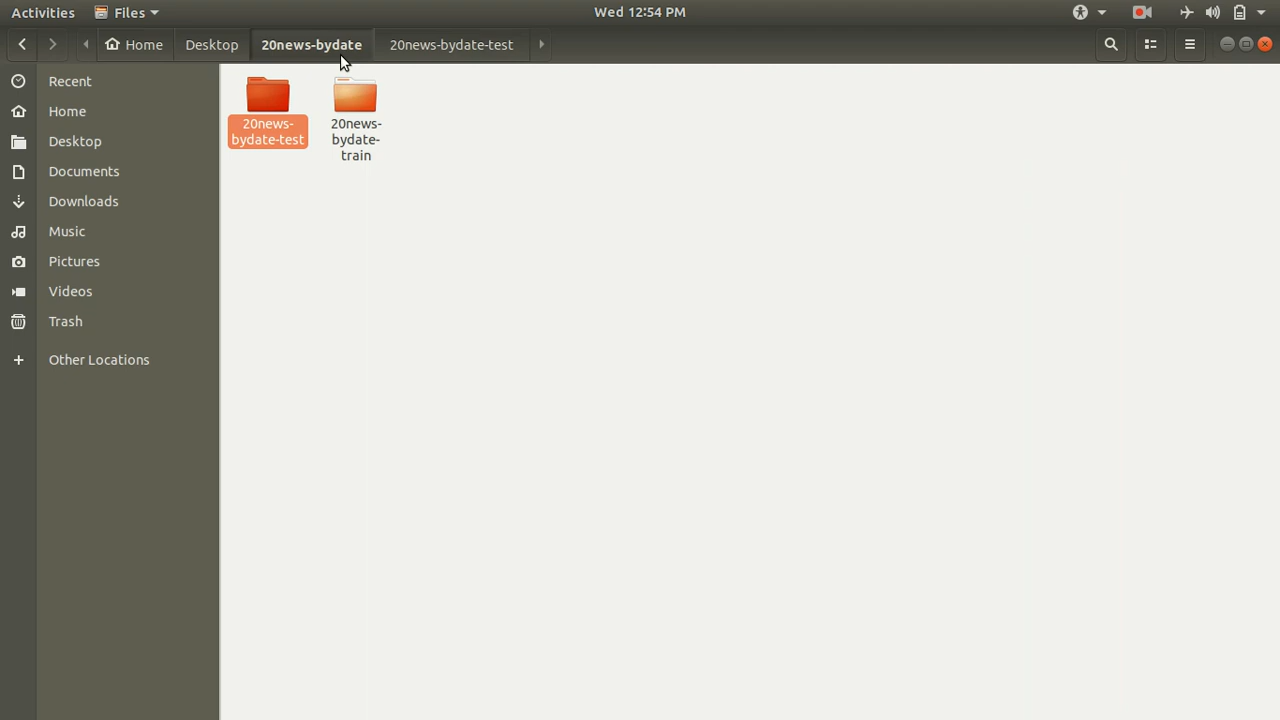 Activities Files Wed 12:54 PM
Home Desktop 20news-bydate 20news-bydate-test
Recent
Home
Desktop
Documents
Downloads
Music
Pictures
Videos
Trash
Other Locations
20news-
bydate-test
20news-
bydate-
train